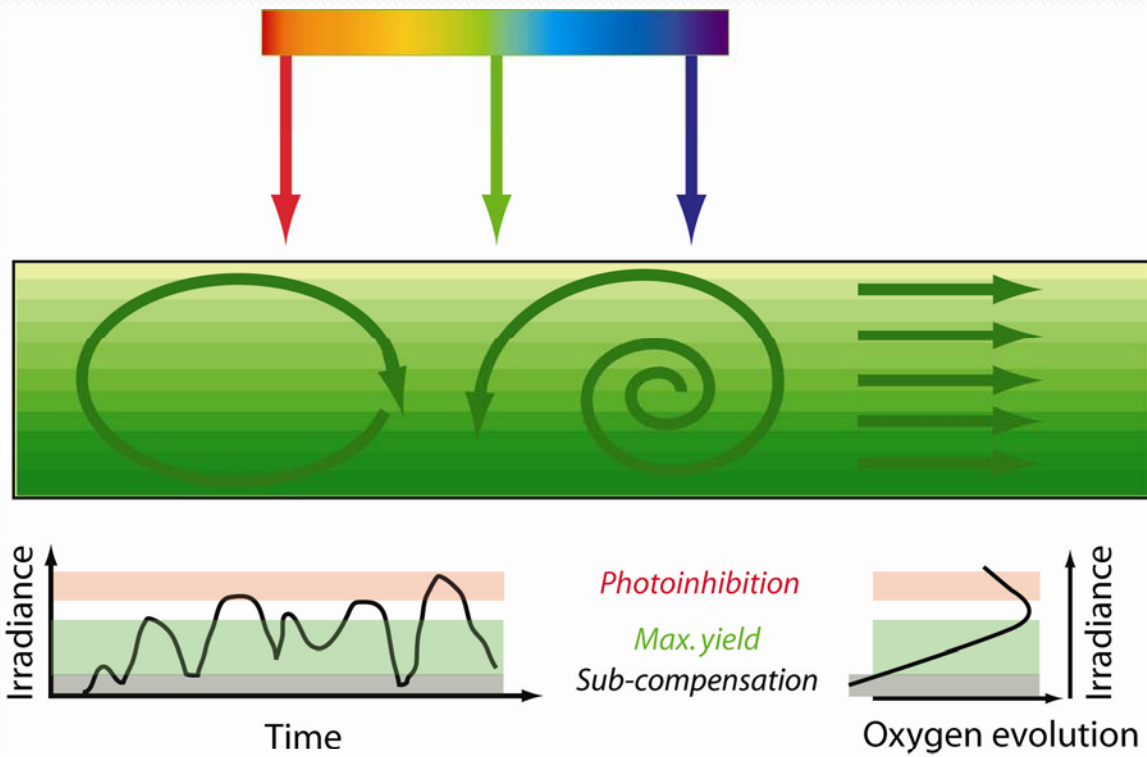 Irradiance
Time
Photoinhibition
Max. yield
Sub-compensation
Oxygen evolution
Irradiance